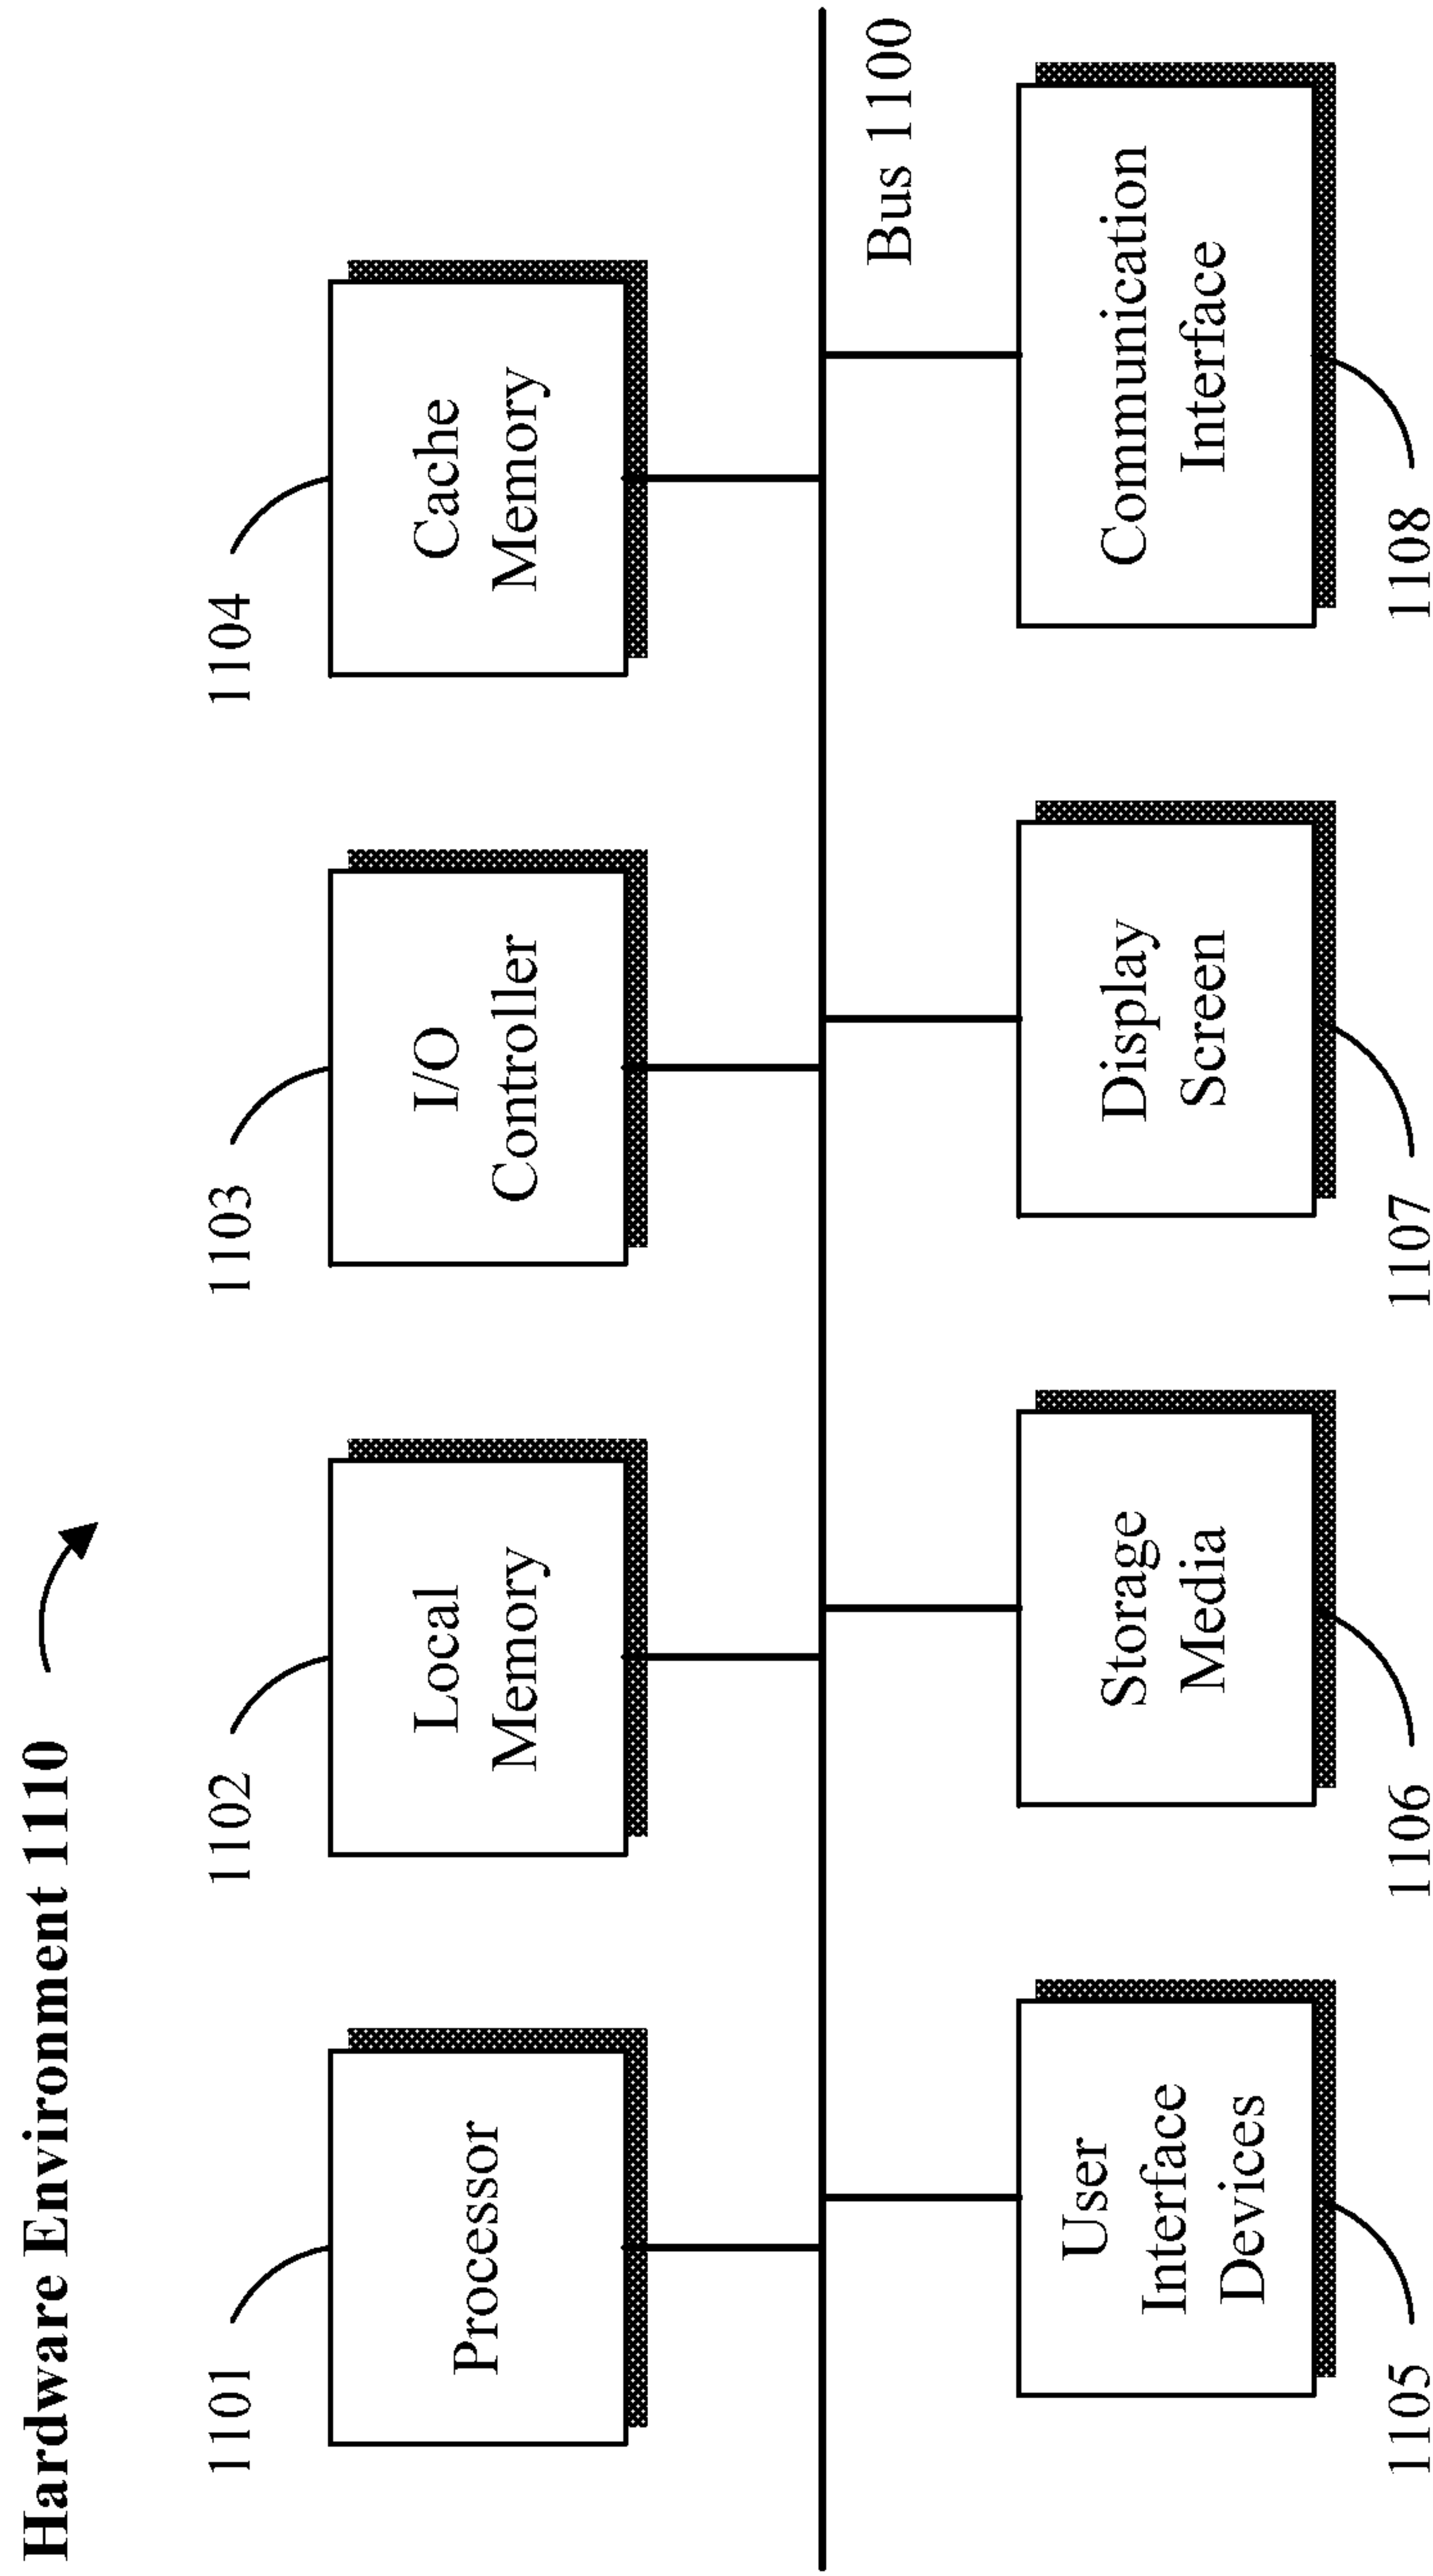 Hardware Environment 1110
1101
1102
1103
1104
Processor
Local
Memory
I/O
Controller
Cache
Memory
Bus 1100
User
Interface
Devices
Storage
Media
Display
Screen
Communication
Interface
1105
1106
1107
1108